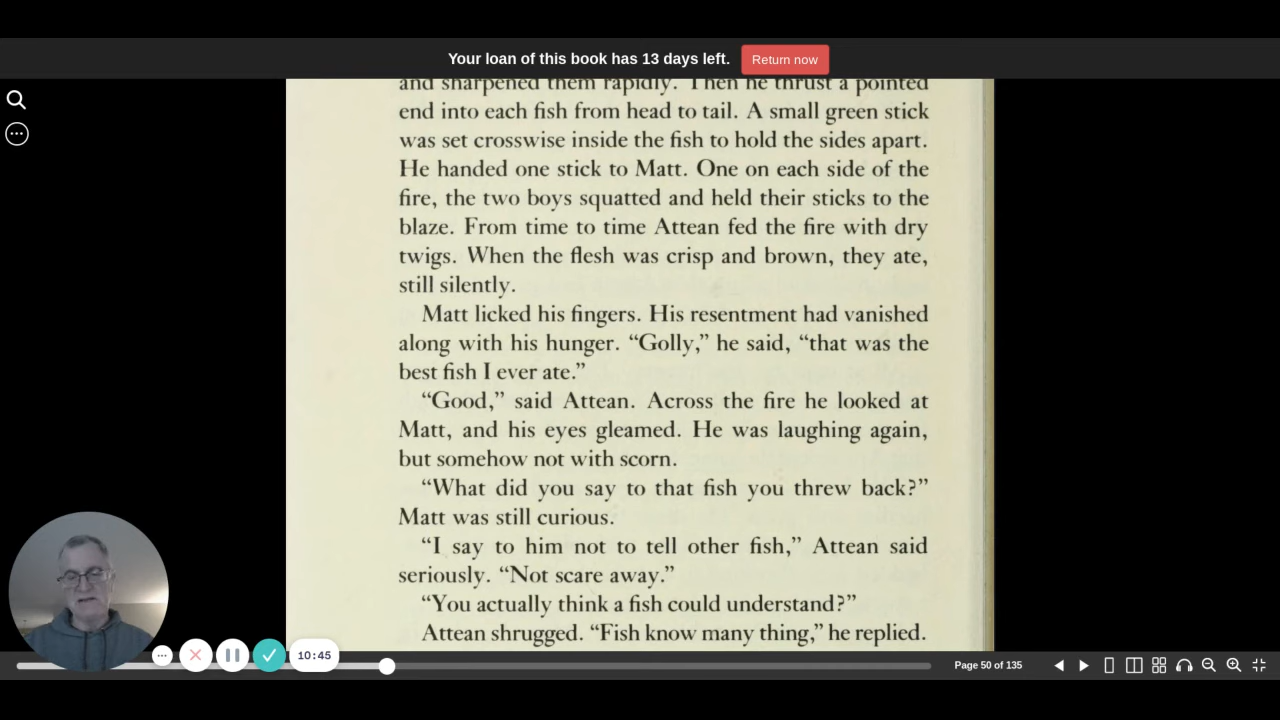 Your loan of this book has 13 days left. Return now
and sharpened them rapidly. Then he thrust a pointed
end into each fish from head to tail. A small green stick
was set crosswise inside the fish to hold the sides apart.
He handed one stick to Matt. One on each side of the
fire, the two boys squatted and held their sticks to the
blaze. From time to time Attean fed the fire with dry
twigs. When the flesh was crisp and brown, they ate,
still silently.
Matt licked his fingers. His resentment had vanished
along with his hunger. “Golly,” he said, “that was the
best fish I ever ate.”
“Good,” said Attean. Across the fire he looked at
Matt, and his eyes gleamed. He was laughing again,
but somehow not with scorn.
“What did you say to that fish you threw back?”
Matt was still curious.
“I say to him not to tell other fish,” Attean said
seriously. “Not scare away.”
“You actually think a fish could understand?”
Attean shrugged. “Fish know many thing,” he replied.
10:45
Page 50 of 135